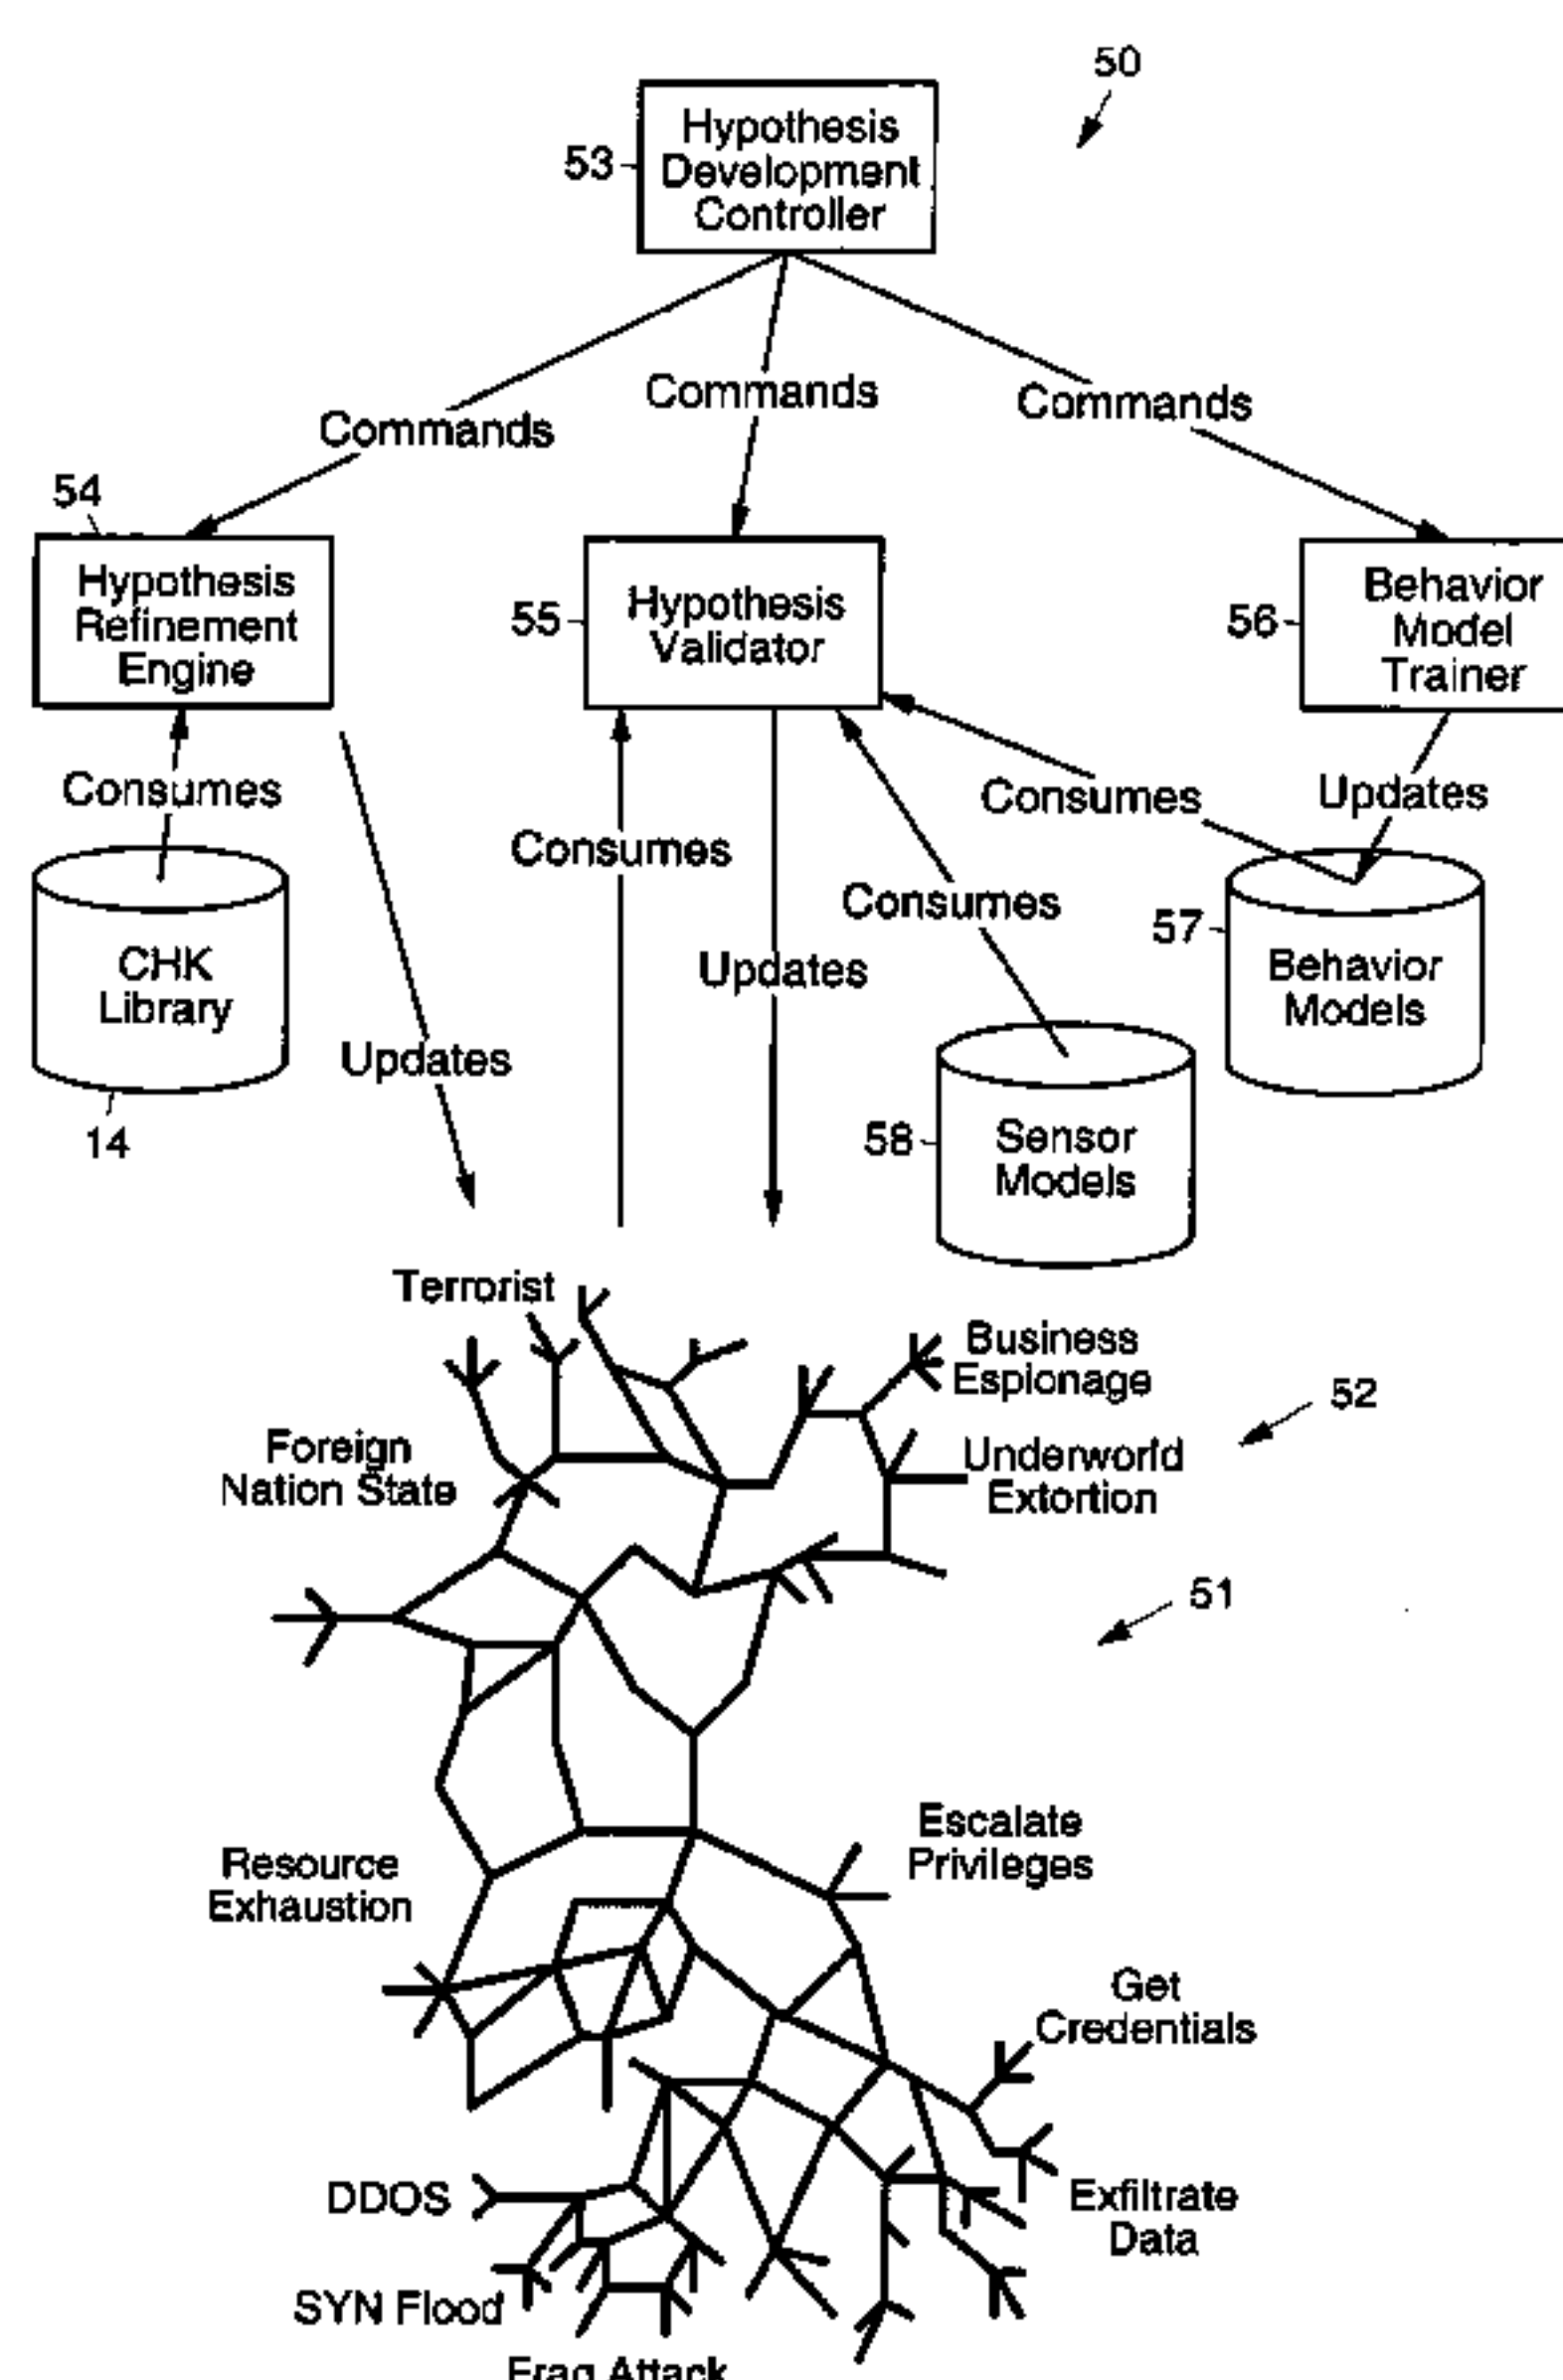 50
Hypothesis
Development
Controller
53
Commands
Commands
Commands
54
Hypothesis
Refinement
Engine
55
Hypothesis
Validator
56
Behavior
Model
Trainer
Consumes
Consumes
Updates
Consumes
Consumes
CHK
Library
Updates
57
Behavior
Models
Updates
14
58
Sensor
Models
Terrorist
Business
Espionage
52
Foreign
Nation State
Underworld
Extortion
51
Escalate
Privileges
Resource
Exhaustion
Get
Credentials
DDOS
Exfiltrate
Data
SYN Flood
Frag Attack